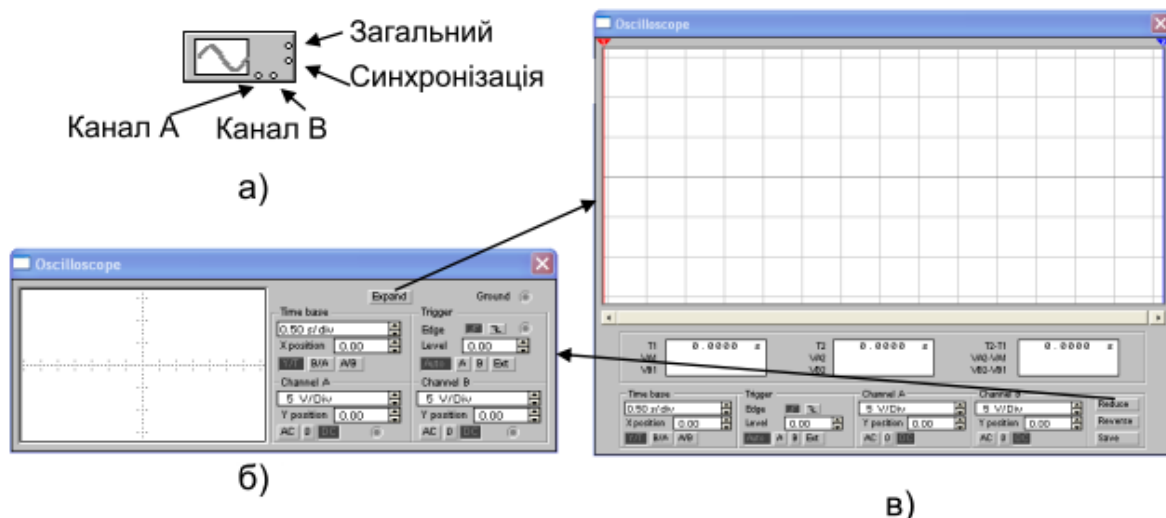 Загальний
Синхронізація
Канал А
Канал В
а)
Oscilloscope
Expand
Ground
Time base
0.50 s/div
X position 0.00
Y/T B/A A/B
Trigger
Edge
Level 0.00
Auto A B Ext
Channel A
5 V/Div
Y position 0.00
AC 0 DC
Channel B
5 V/Div
Y position 0.00
AC 0 DC
б)
Oscilloscope
T1 0.0000 s
VA1
VB1
T2 0.0000 s
VA2
VB2
T2-T1 0.0000 s
VA2-VA1
VB2-VB1
Time base
0.50 s/div
X position 0.00
Y/T B/A A/B
Trigger
Edge
Level 0.00
Auto A B Ext
Channel A
5 V/Div
Y position 0.00
AC 0 DC
Channel B
5 V/Div
Y position 0.00
AC 0 DC
Reduce
Reverse
Save
в)